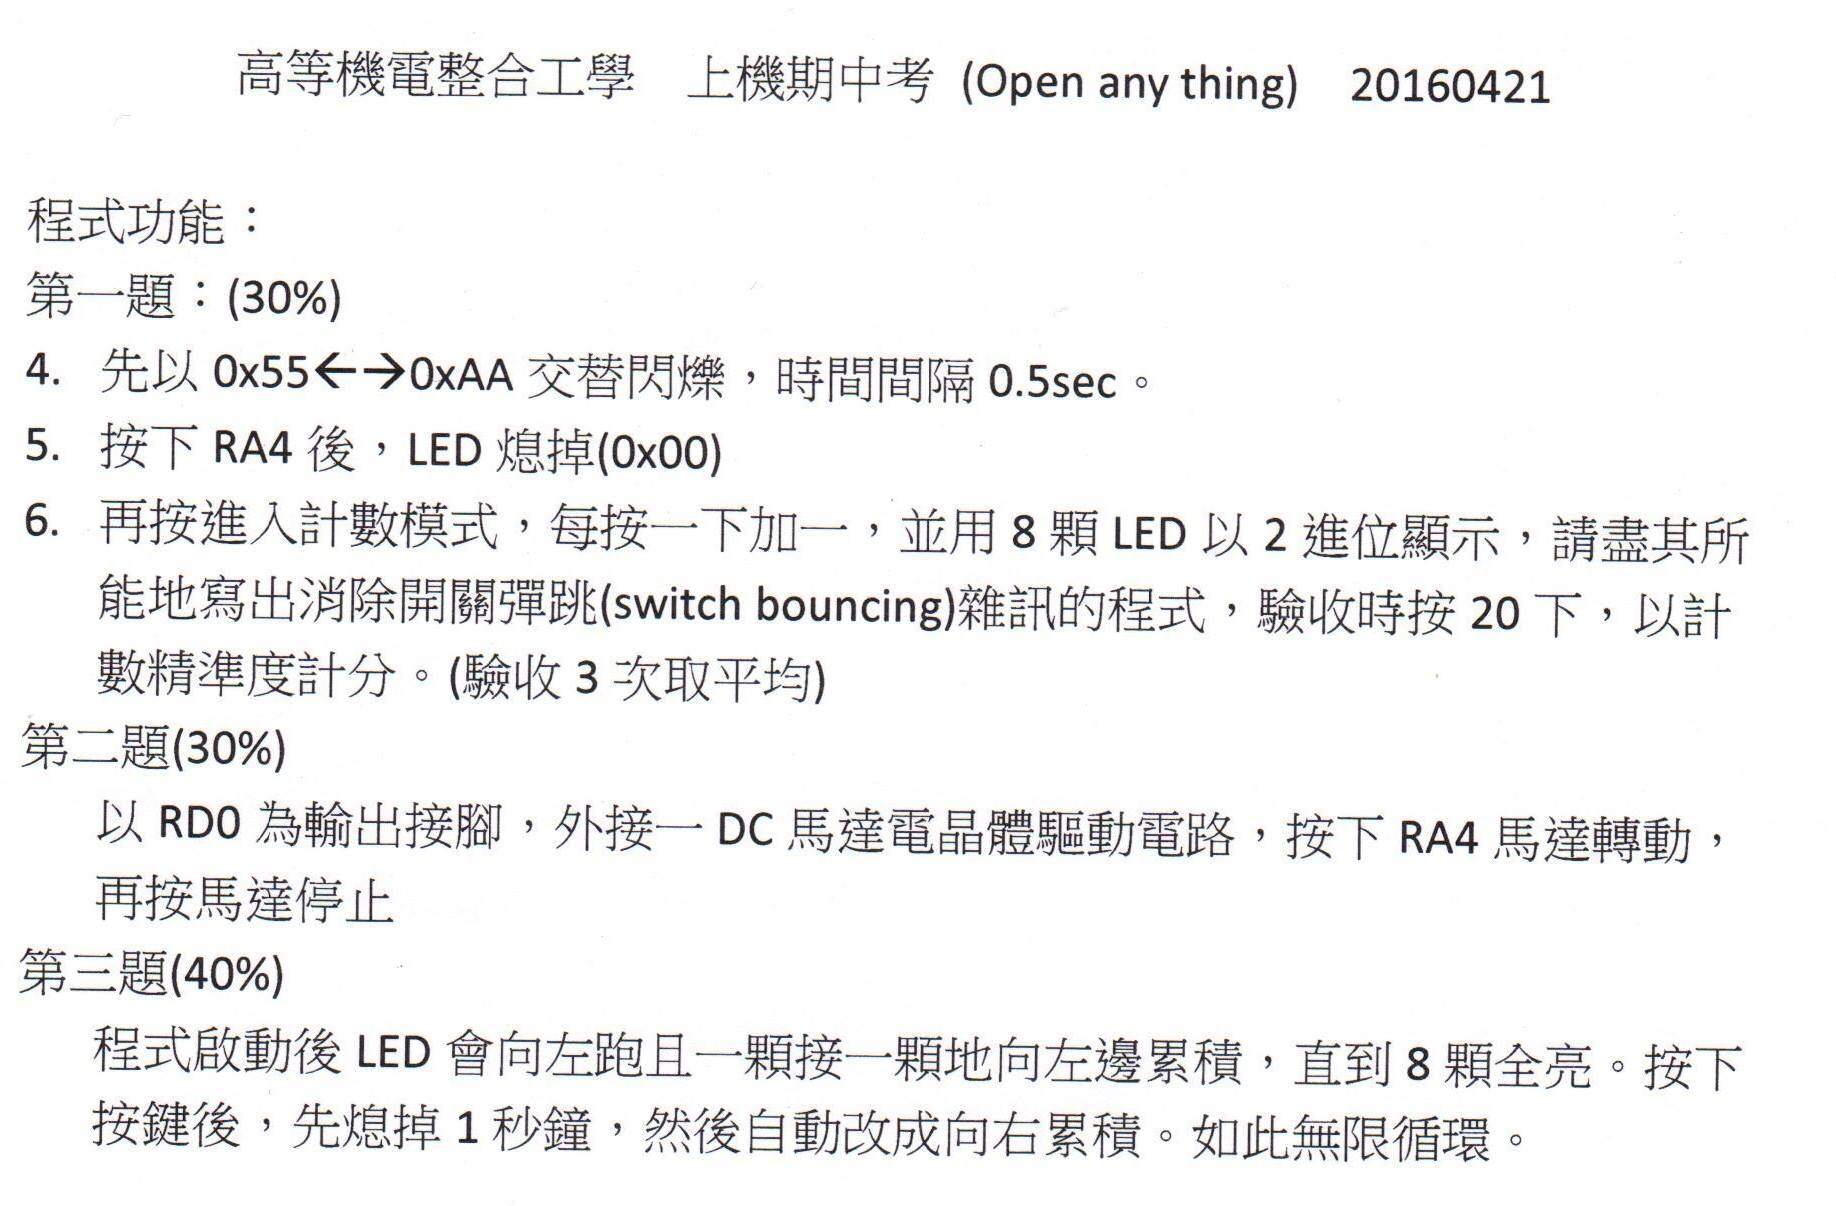 高等機電整合工學　上機期中考 (Open any thing)　20160421
程式功能：
第一題：(30%)
4. 先以 0x55←→0xAA 交替閃爍，時間間隔 0.5sec。
5. 按下 RA4 後，LED 熄掉(0x00)
6. 再按進入計數模式，每按一下加一，並用 8 顆 LED 以 2 進位顯示，請盡其所
能地寫出消除開關彈跳(switch bouncing)雜訊的程式，驗收時按 20 下，以計
數精準度計分。(驗收 3 次取平均)
第二題(30%)
以 RD0 為輸出接腳，外接一 DC 馬達電晶體驅動電路，按下 RA4 馬達轉動，
再按馬達停止
第三題(40%)
程式啟動後 LED 會向左跑且一顆接一顆地向左邊累積，直到 8 顆全亮。按下
按鍵後，先熄掉 1 秒鐘，然後自動改成向右累積。如此無限循環。